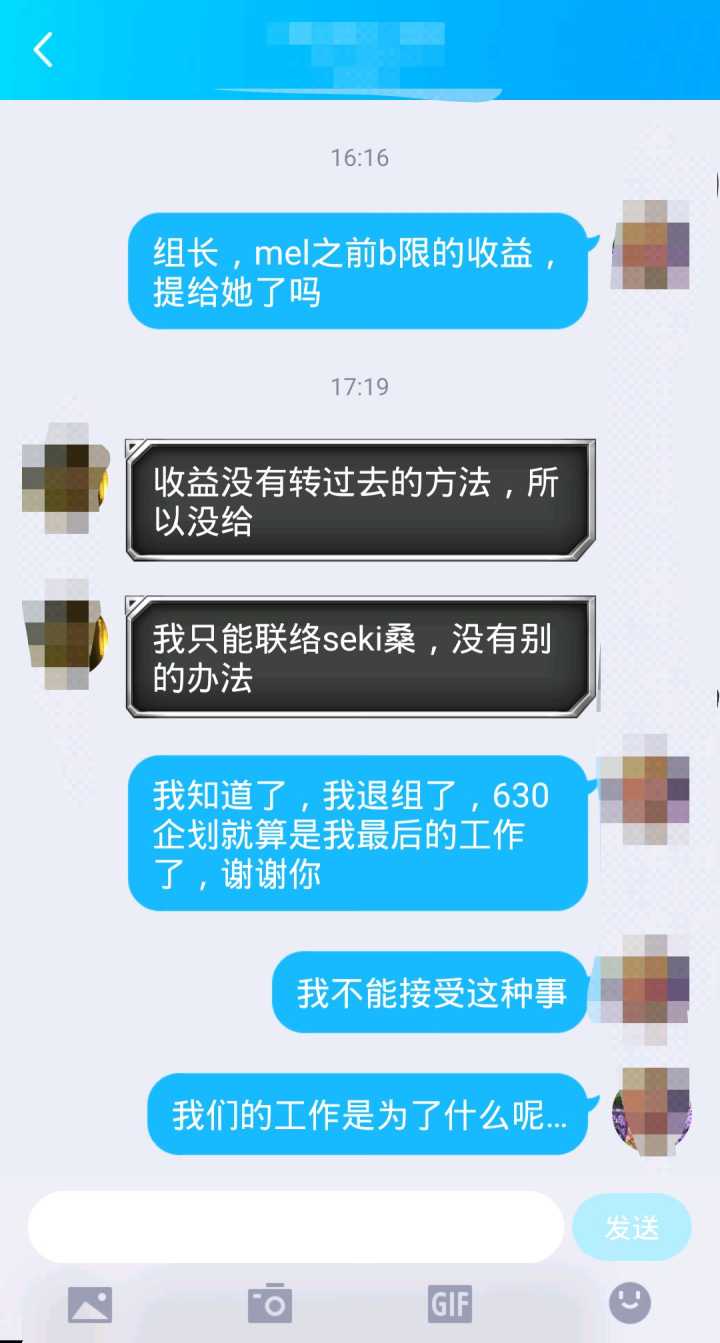 16:16
组长，mel之前b限的收益，
提给她了吗
17:19
收益没有转过去的方法，所
以没给
我只能联络seki桑，没有别
的办法
我知道了，我退组了，630
企划就算是我最后的工作
了，谢谢你
我不能接受这种事
我们的工作是为了什么呢…
发送
GIF